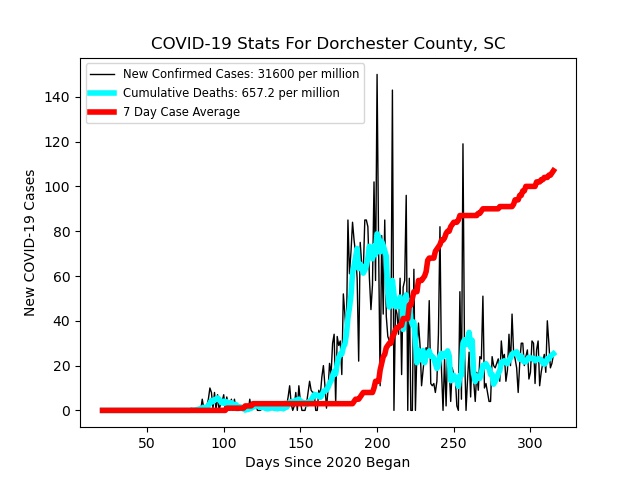 COVID-19 Stats For Dorchester County, SC
New Confirmed Cases: 31600 per million
Cumulative Deaths: 657.2 per million
7 Day Case Average
New COVID-19 Cases
140
120
100
80
60
40
20
0
50 100 150 200 250 300
Days Since 2020 Began